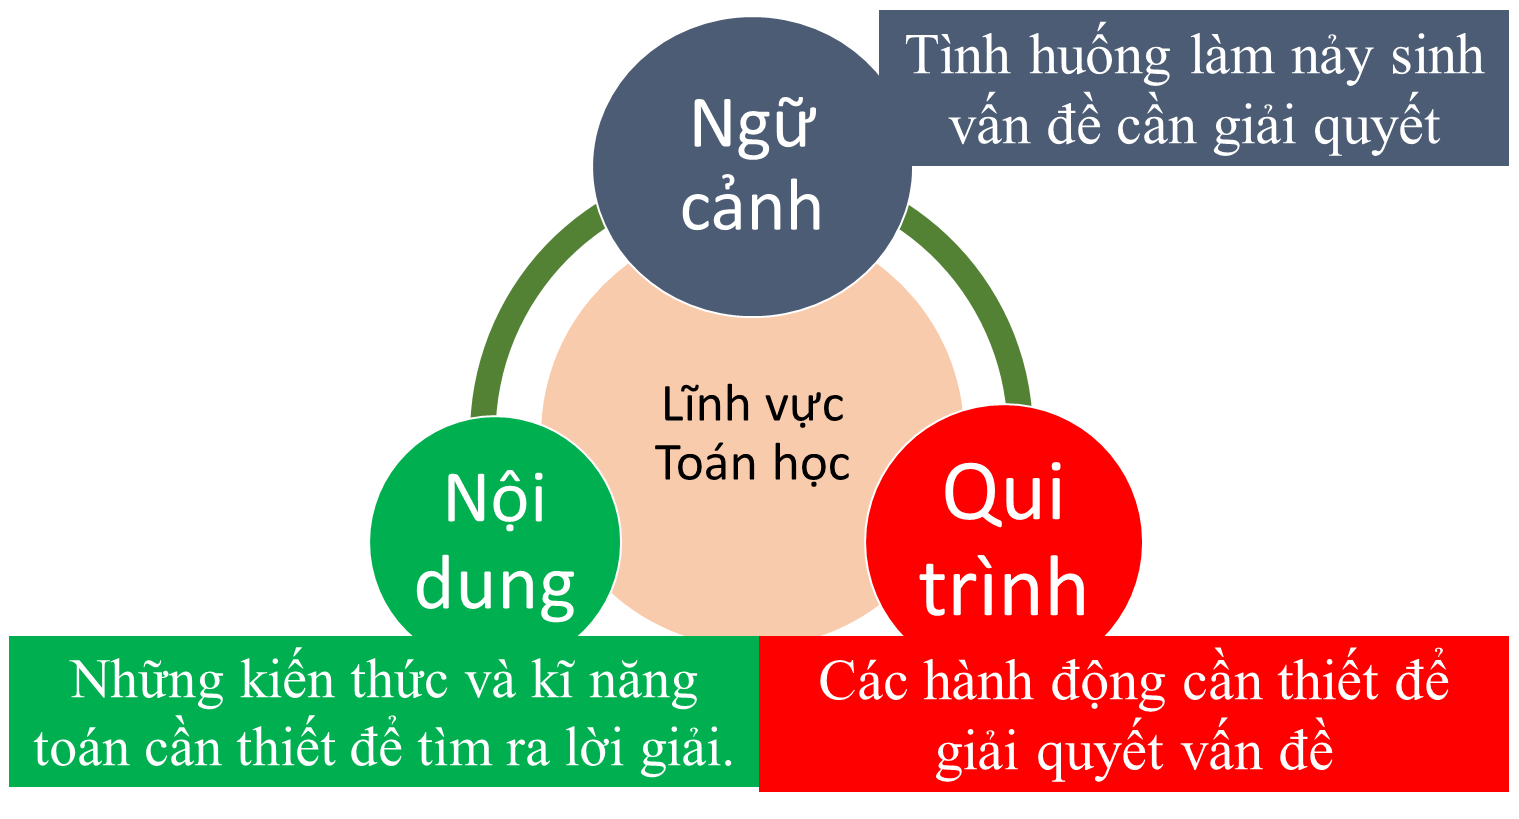 Tình huống làm nảy sinh
vấn đề cần giải quyết
Ngữ
cảnh
Lĩnh vực
Toán học
Nội
dung
Qui
trình
Những kiến thức và kĩ năng
toán cần thiết để tìm ra lời giải.
Các hành động cần thiết để
giải quyết vấn đề